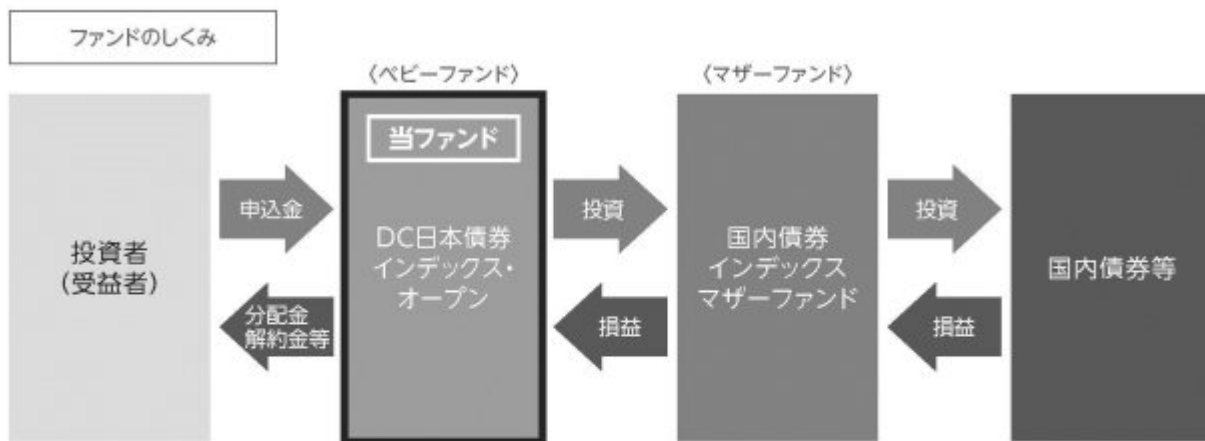 ファンドのしくみ
〈ベビーファンド〉
〈マザーファンド〉
投資者
(受益者)
申込金
分配金
解約金等
当ファンド
DC日本債券
インデックス・
オープン
投資
損益
国内債券
インデックス
マザーファンド
投資
損益
国内債券等